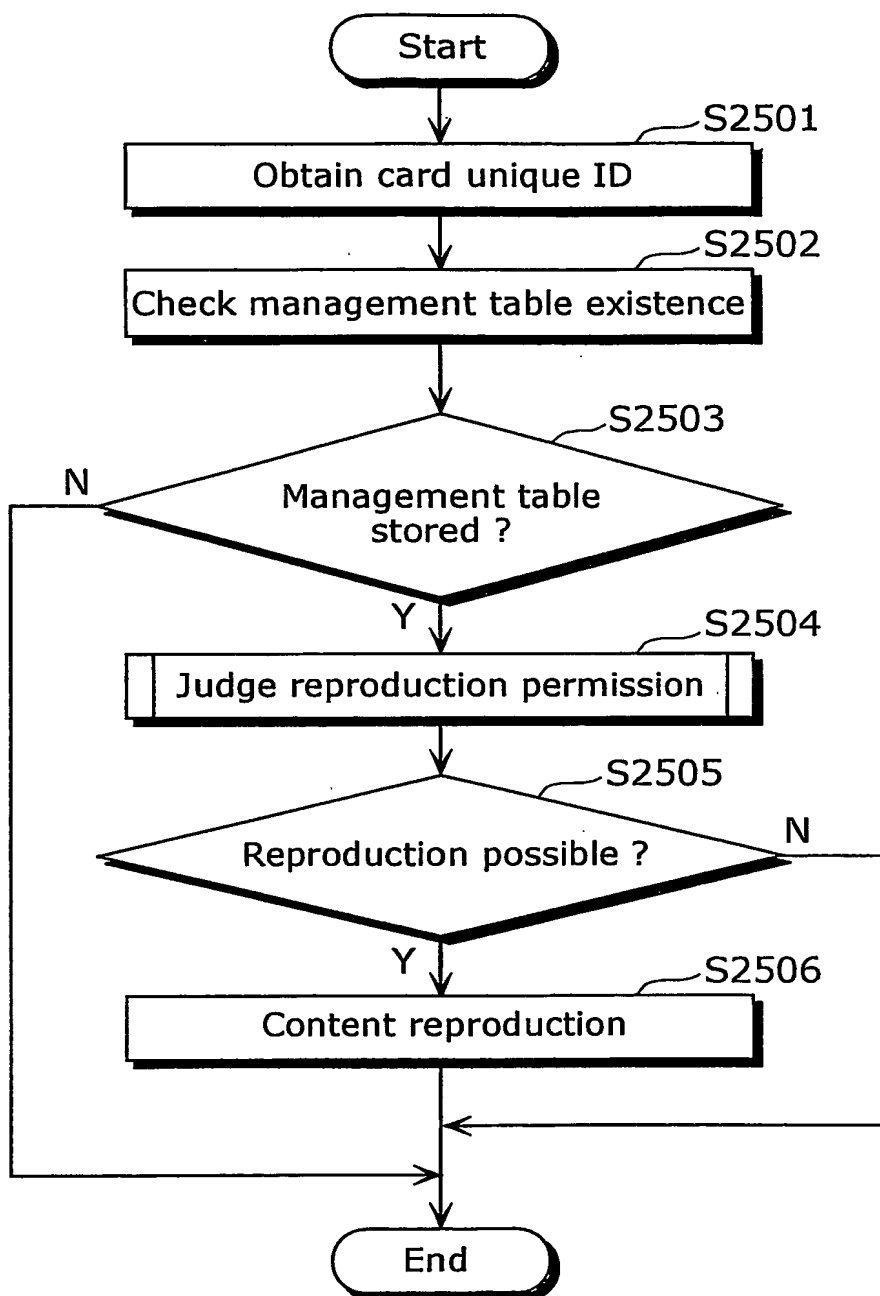 Start
S2501
Obtain card unique ID
S2502
Check management table existence
S2503
N
Management table
stored ?
Y
S2504
Judge reproduction permission
S2505
N
Reproduction possible ?
Y
S2506
Content reproduction
End